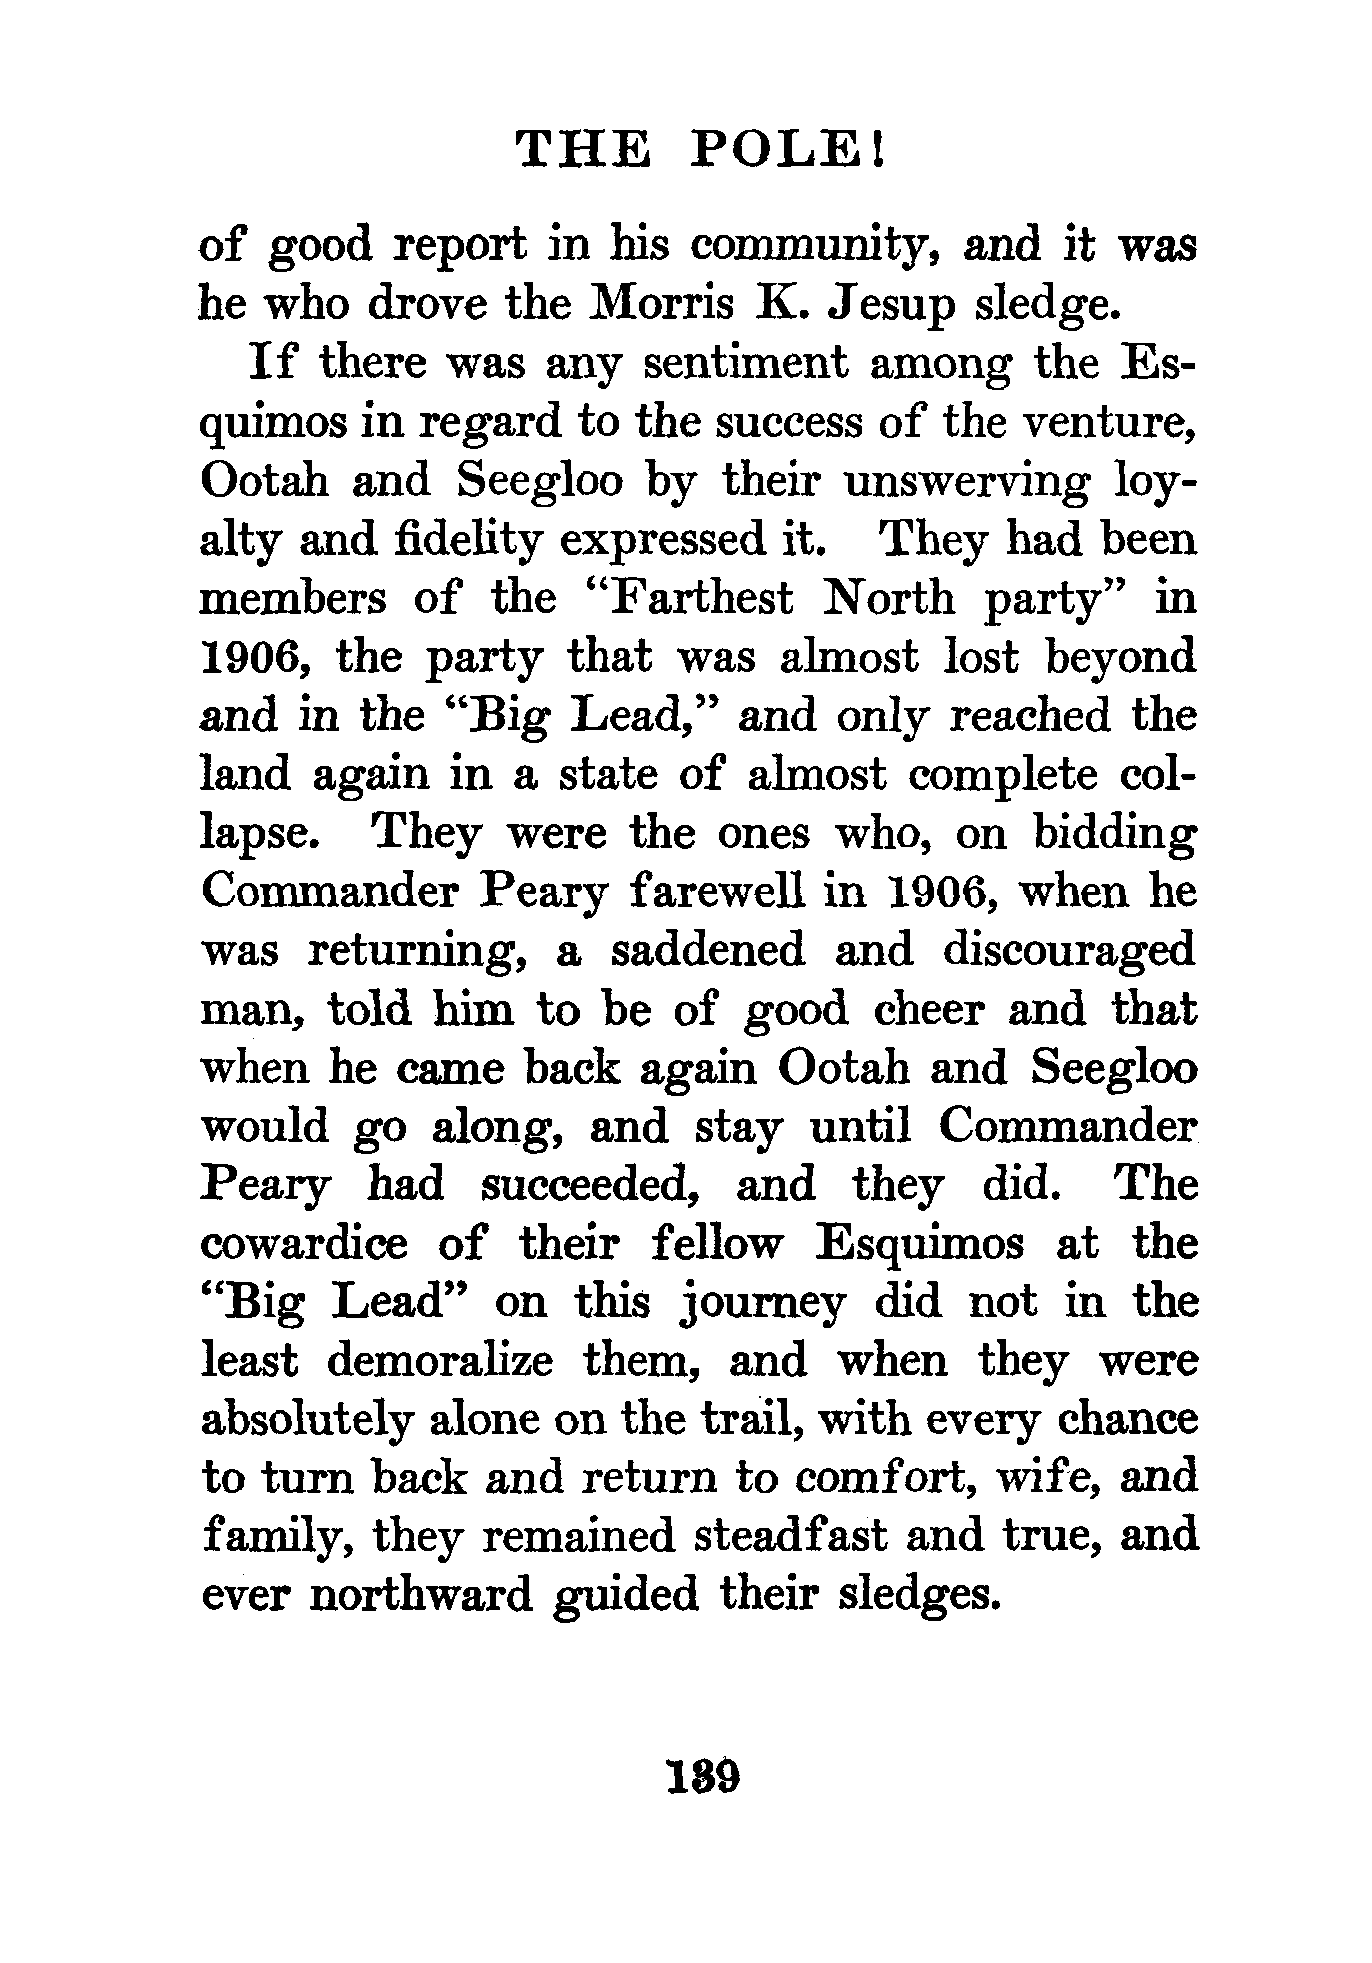 THE POLE!
of good report in his community, and it was
he who drove the Morris K. Jesup sledge.
If there was any sentiment among the Es-
quimos in regard to the success of the venture,
Ootah and Seegloo by their unswerving loy-
alty and fidelity expressed it. They had been
members of the “Farthest North party” in
1906, the party that was almost lost beyond
and in the “Big Lead,” and only reached the
land again in a state of almost complete col-
lapse. They were the ones who, on bidding
Commander Peary farewell in 1906, when he
was returning, a saddened and discouraged
man, told him to be of good cheer and that
when he came back again Ootah and Seegloo
would go along, and stay until Commander
Peary had succeeded, and they did. The
cowardice of their fellow Esquimos at the
“Big Lead” on this journey did not in the
least demoralize them, and when they were
absolutely alone on the trail, with every chance
to turn back and return to comfort, wife, and
family, they remained steadfast and true, and
ever northward guided their sledges.
139